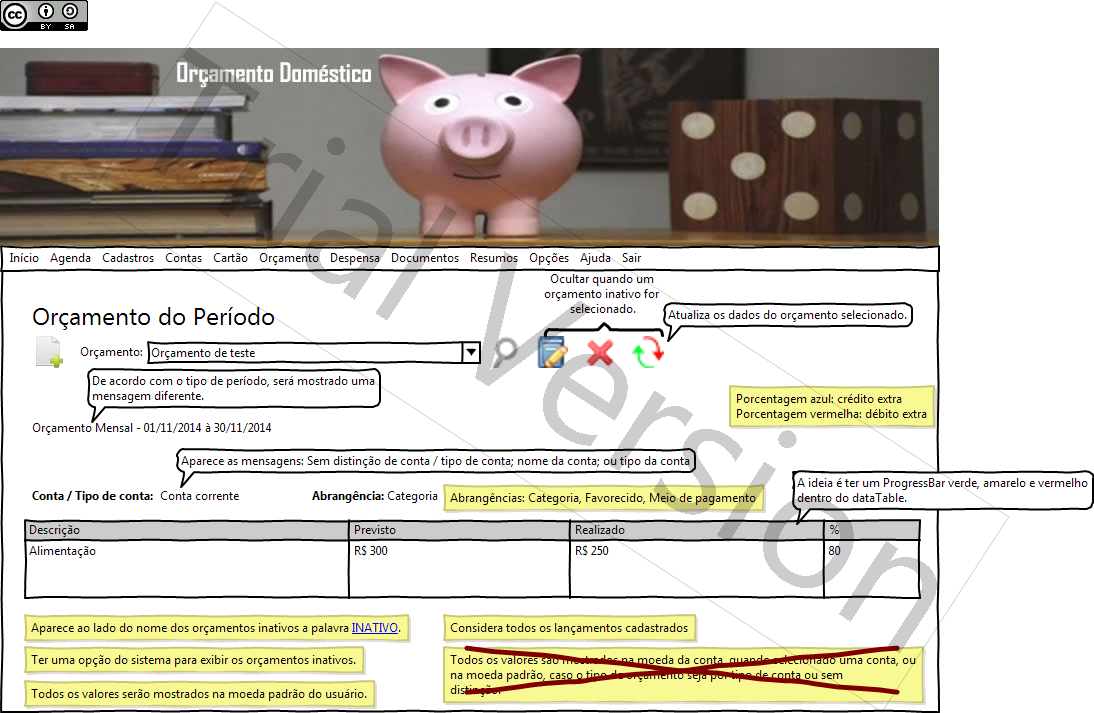 cc
BY SA
Orçamento Doméstico
Início Agenda Cadastros Contas Cartão Orçamento Despensa Documentos Resumos Opções Ajuda Sair
Ocultar quando um
orçamento inativo for
selecionado.
Orçamento do Período
Atualiza os dados do orçamento selecionado.
Orçamento: Orçamento de teste
De acordo com o tipo de período, será mostrado uma
mensagem diferente.
Porcentagem azul: crédito extra
Porcentagem vermelha: débito extra
Orçamento Mensal - 01/11/2014 à 30/11/2014
Aparece as mensagens: Sem distinção de conta / tipo de conta; nome da conta; ou tipo da conta
A ideia é ter um ProgressBar verde, amarelo e vermelho
dentro do dataTable.
Conta / Tipo de conta: Conta corrente Abrangência: Categoria Abrangências: Categoria, Favorecido, Meio de pagamento
Descrição Previsto Realizado %
Alimentação R$ 300 R$ 250 80
Aparece ao lado do nome dos orçamentos inativos a palavra INATIVO.
Considera todos os lançamentos cadastrados
Ter uma opção do sistema para exibir os orçamentos inativos.
Todos os valores são mostrados na moeda da conta, quando selecionado uma conta, ou
na moeda padrão, caso o tipo de orçamento seja por tipo de conta ou sem
distinção.
Todos os valores serão mostrados na moeda padrão do usuário.
Trial Version